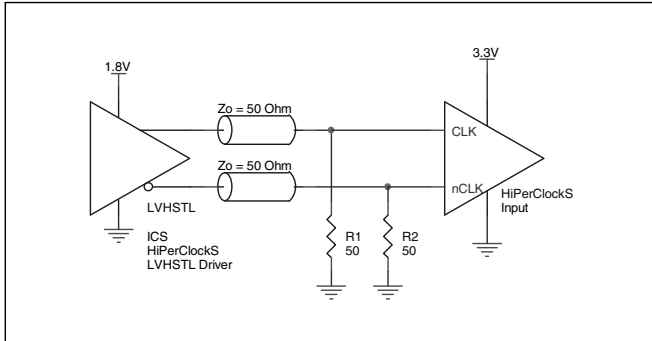 1.8V
3.3V
Zo = 50 Ohm
CLK
Zo = 50 Ohm
nCLK
HiPerClockS
Input
LVHSTL
ICS
HiPerClockS
LVHSTL Driver
R1
50
R2
50